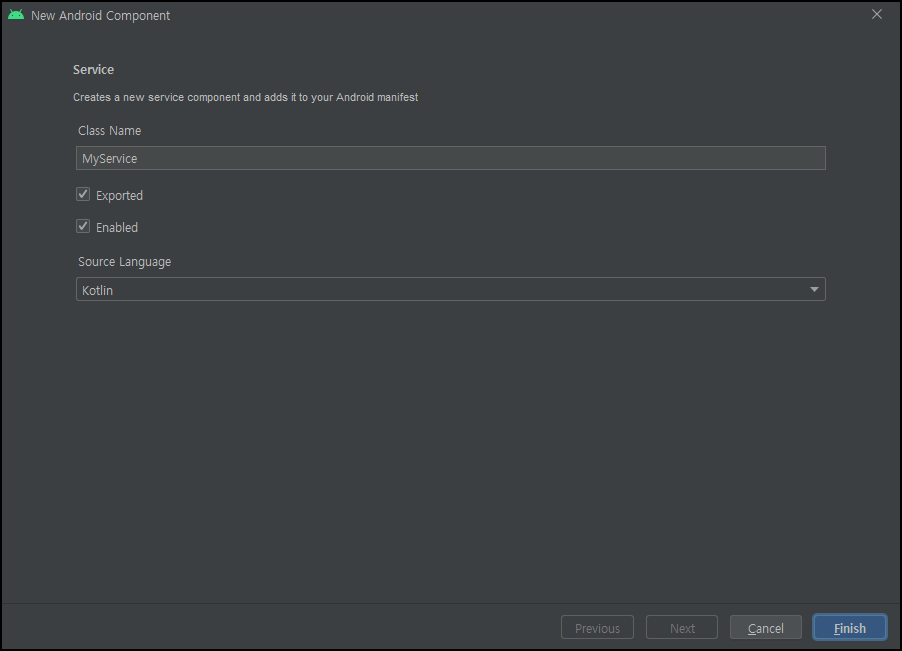 New Android Component
Service
Creates a new service component and adds it to your Android manifest
Class Name
MyService
Exported
Enabled
Source Language
Kotlin
Previous Next Cancel Finish